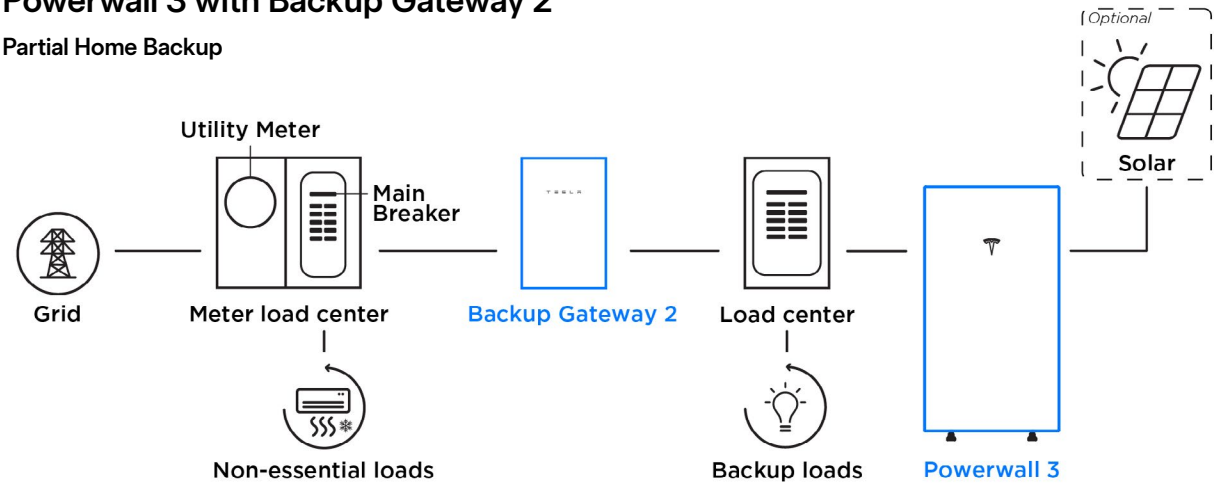 Powerwall 3 with Backup Gateway 2
Partial Home Backup
Optional
Solar
Utility Meter
Main
Breaker
TESLA
Grid
Meter load center
Backup Gateway 2
Load center
Non-essential loads
Backup loads
Powerwall 3